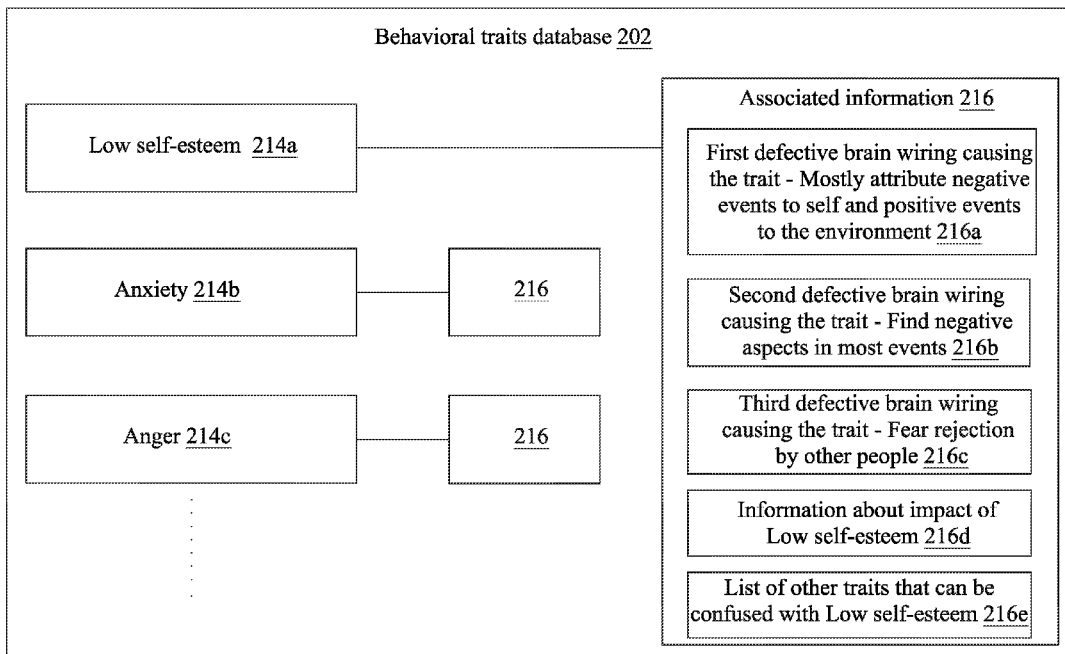 Behavioral traits database 202
Low self-esteem 214a
Associated information 216
First defective brain wiring causing
the trait - Mostly attribute negative
events to self and positive events
to the environment 216a
Anxiety 214b
216
Second defective brain wiring
causing the trait - Find negative
aspects in most events 216b
Anger 214c
216
Third defective brain wiring
causing the trait - Fear rejection
by other people 216c
Information about impact of
Low self-esteem 216d
List of other traits that can be
confused with Low self-esteem 216e